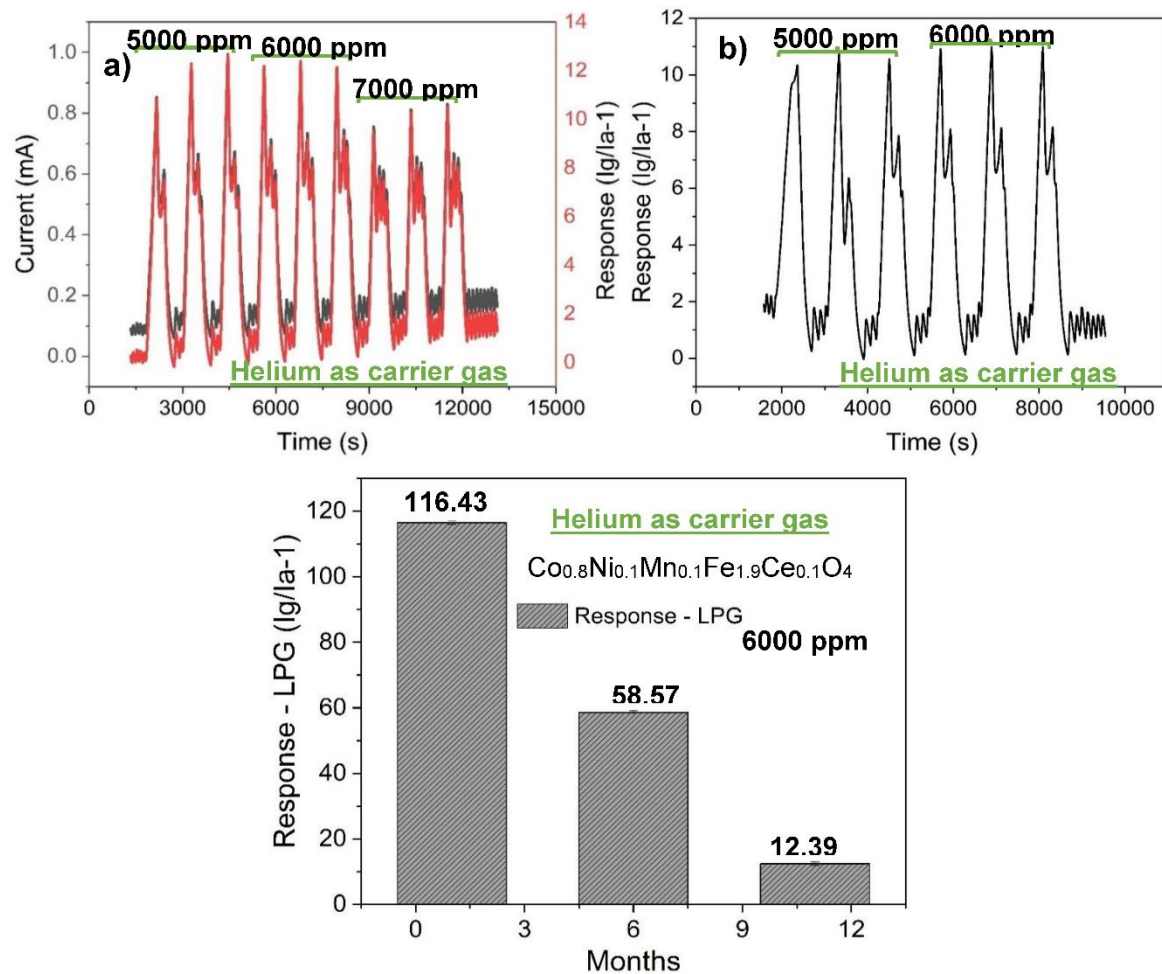 a)
5000 ppm
6000 ppm
7000 ppm
Helium as carrier gas
Current (mA)
0.0
0.2
0.4
0.6
0.8
1.0
0
2
4
6
8
10
12
14
Response (Ig/Ia-1)
0 3000 6000 9000 12000 15000
Time (s)
b)
5000 ppm
6000 ppm
Helium as carrier gas
Response (Ig/Ia-1)
0
2
4
6
8
10
12
0 2000 4000 6000 8000 10000
Time (s)
116.43
Helium as carrier gas
Co₀.₈Ni₀.₁Mn₀.₁Fe₁.₉Ce₀.₁O₄
Response - LPG
6000 ppm
58.57
12.39
Response - LPG (Ig/Ia-1)
0
20
40
60
80
100
120
0 3 6 9 12
Months